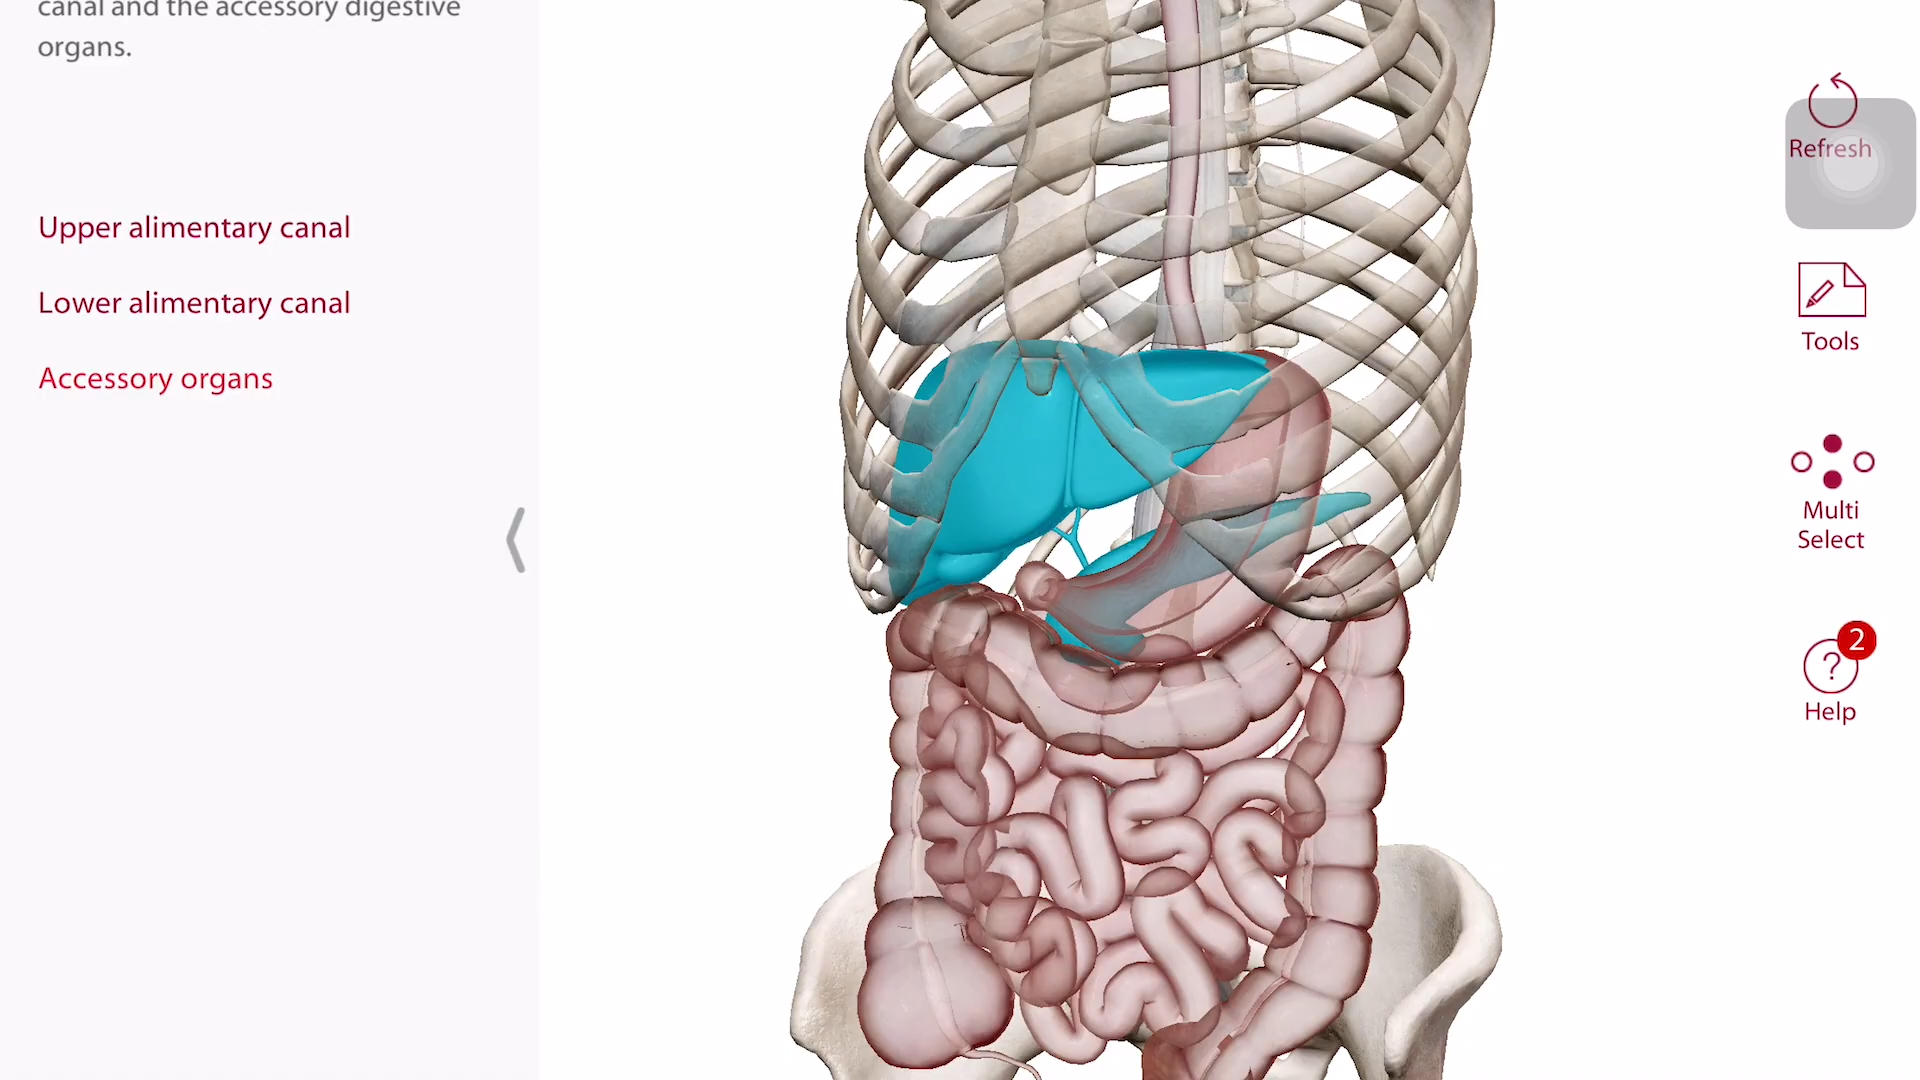 canal and the accessory digestive
organs.
Upper alimentary canal
Lower alimentary canal
Accessory organs
Refresh
Tools
Multi
Select
2
?
Help